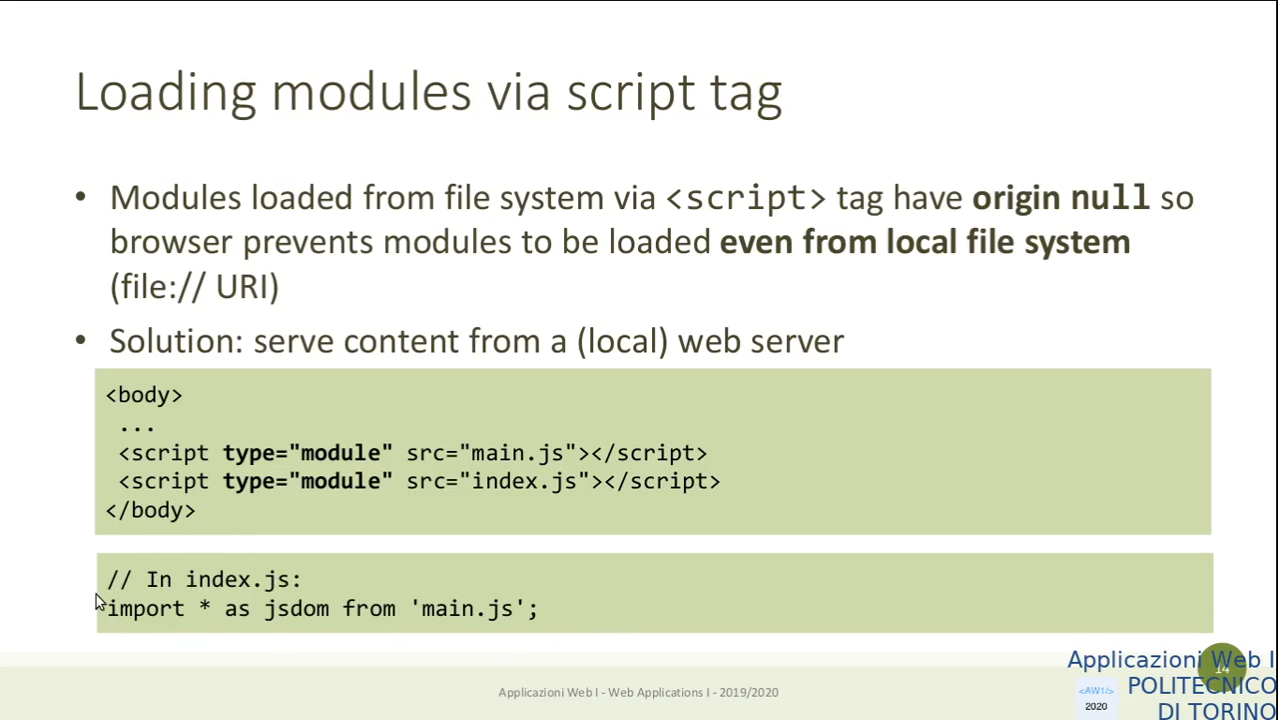 Loading modules via script tag
• Modules loaded from file system via <script> tag have origin null so
browser prevents modules to be loaded even from local file system
(file:// URI)
• Solution: serve content from a (local) web server
<body>
...
<script type="module" src="main.js"></script>
<script type="module" src="index.js"></script>
</body>
// In index.js:
import * as jsdom from 'main.js';
Applicazioni Web I - Web Applications I - 2019/2020
14
Applicazioni Web I
POLITECNICO
DI TORINO
<AW1/>
2020